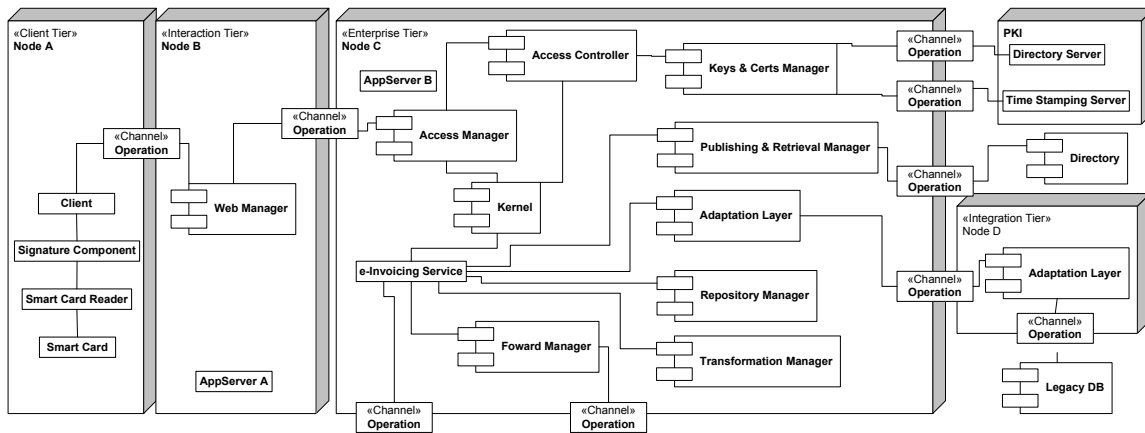 «Client Tier»
Node A
«Channel»
Operation
Client
Signature Component
Smart Card Reader
Smart Card
«Interaction Tier»
Node B
Web Manager
AppServer A
«Channel»
Operation
«Enterprise Tier»
Node C
AppServer B
Access Controller
Keys & Certs Manager
Access Manager
Publishing & Retrieval Manager
Kernel
Adaptation Layer
e-Invoicing Service
Repository Manager
Foward Manager
Transformation Manager
«Channel»
Operation
«Channel»
Operation
«Channel»
Operation
«Channel»
Operation
«Channel»
Operation
«Channel»
Operation
PKI
Directory Server
Time Stamping Server
Directory
«Integration Tier»
Node D
Adaptation Layer
«Channel»
Operation
Legacy DB